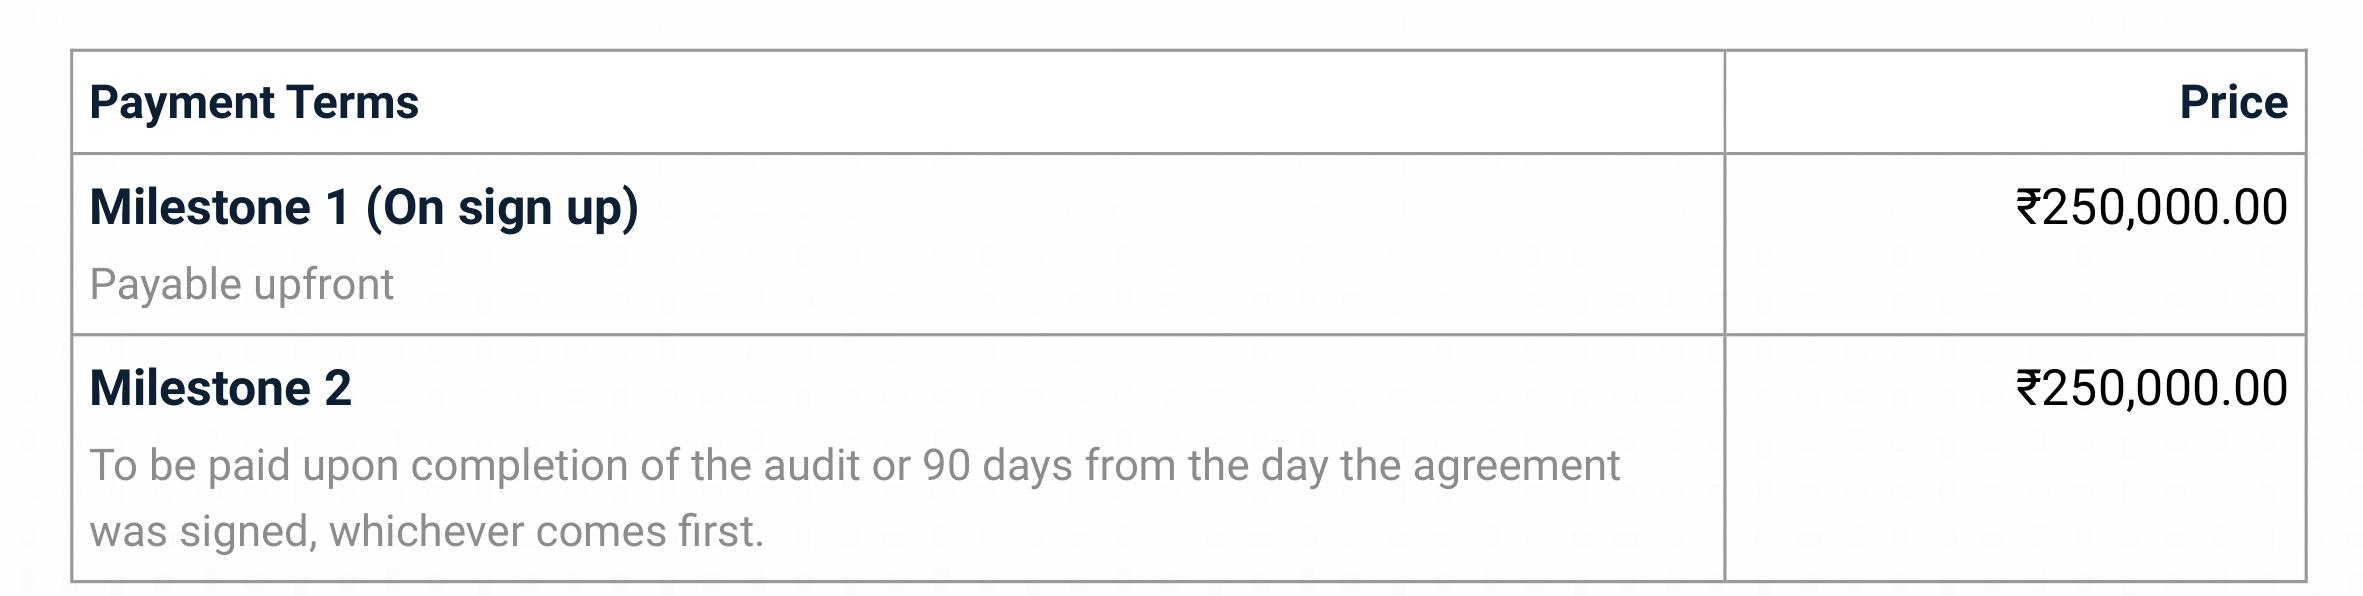 Payment Terms
Price
Milestone 1 (On sign up)
₹250,000.00
Payable upfront
Milestone 2
₹250,000.00
To be paid upon completion of the audit or 90 days from the day the agreement
was signed, whichever comes first.